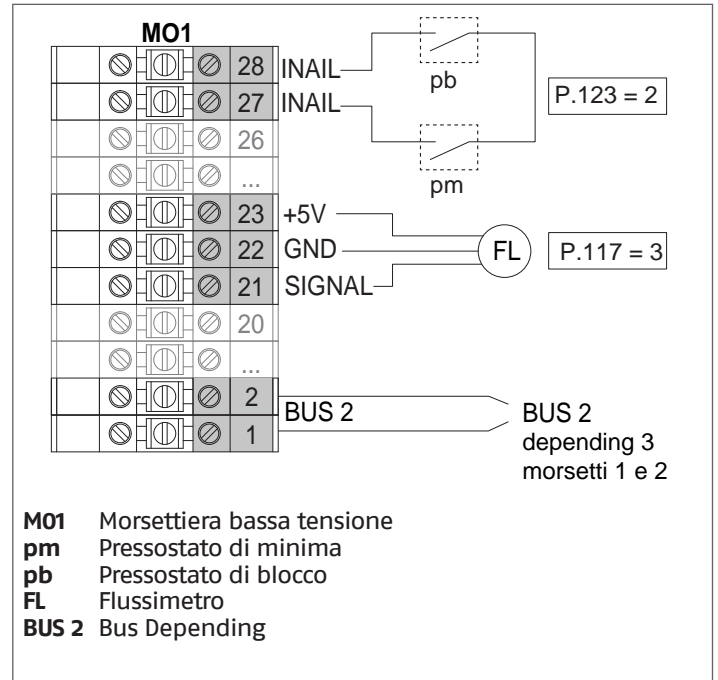 MO1
28 INAIL
27 INAIL
26
...
23 +5V
22 GND
21 SIGNAL
20
...
2
1
BUS 2
pb
pm
P.123 = 2
FL
P.117 = 3
BUS 2
depending 3
morsetti 1 e 2
M01 Morsettiera bassa tensione
pm Pressostato di minima
pb Pressostato di blocco
FL Flussimetro
BUS 2 Bus Depending